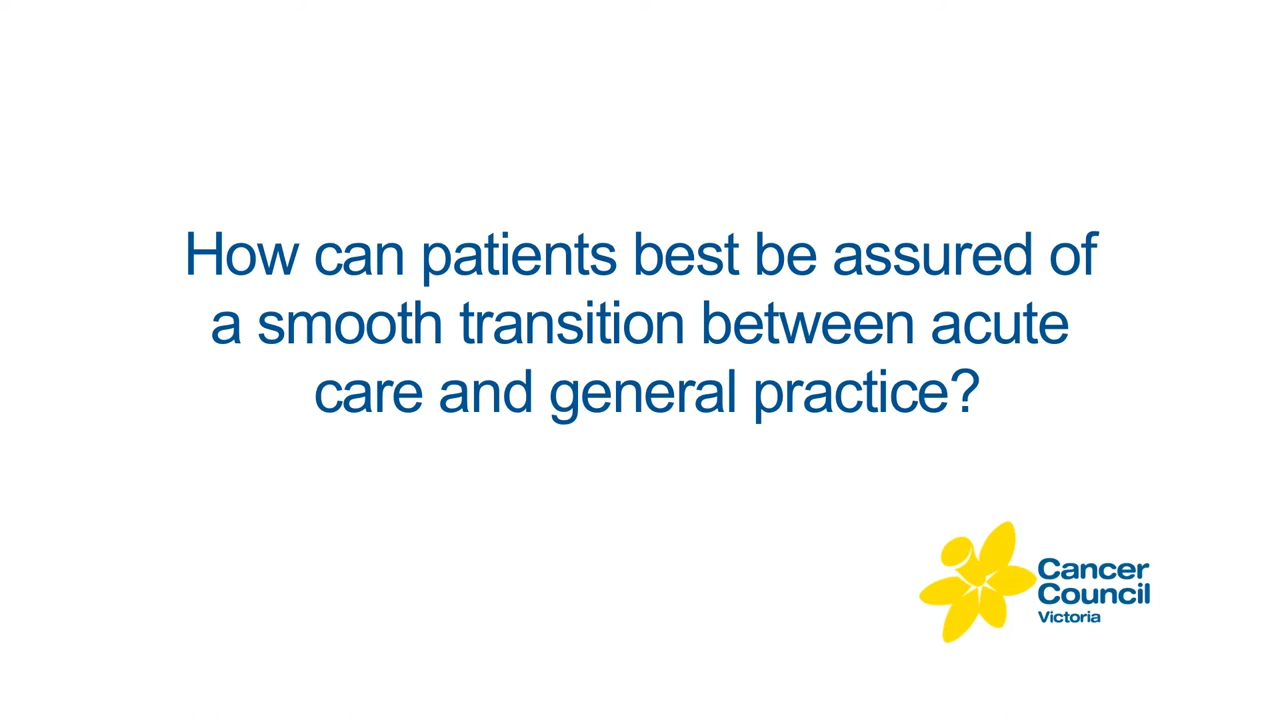 How can patients best be assured of
a smooth transition between acute
care and general practice?
Cancer
Council
Victoria